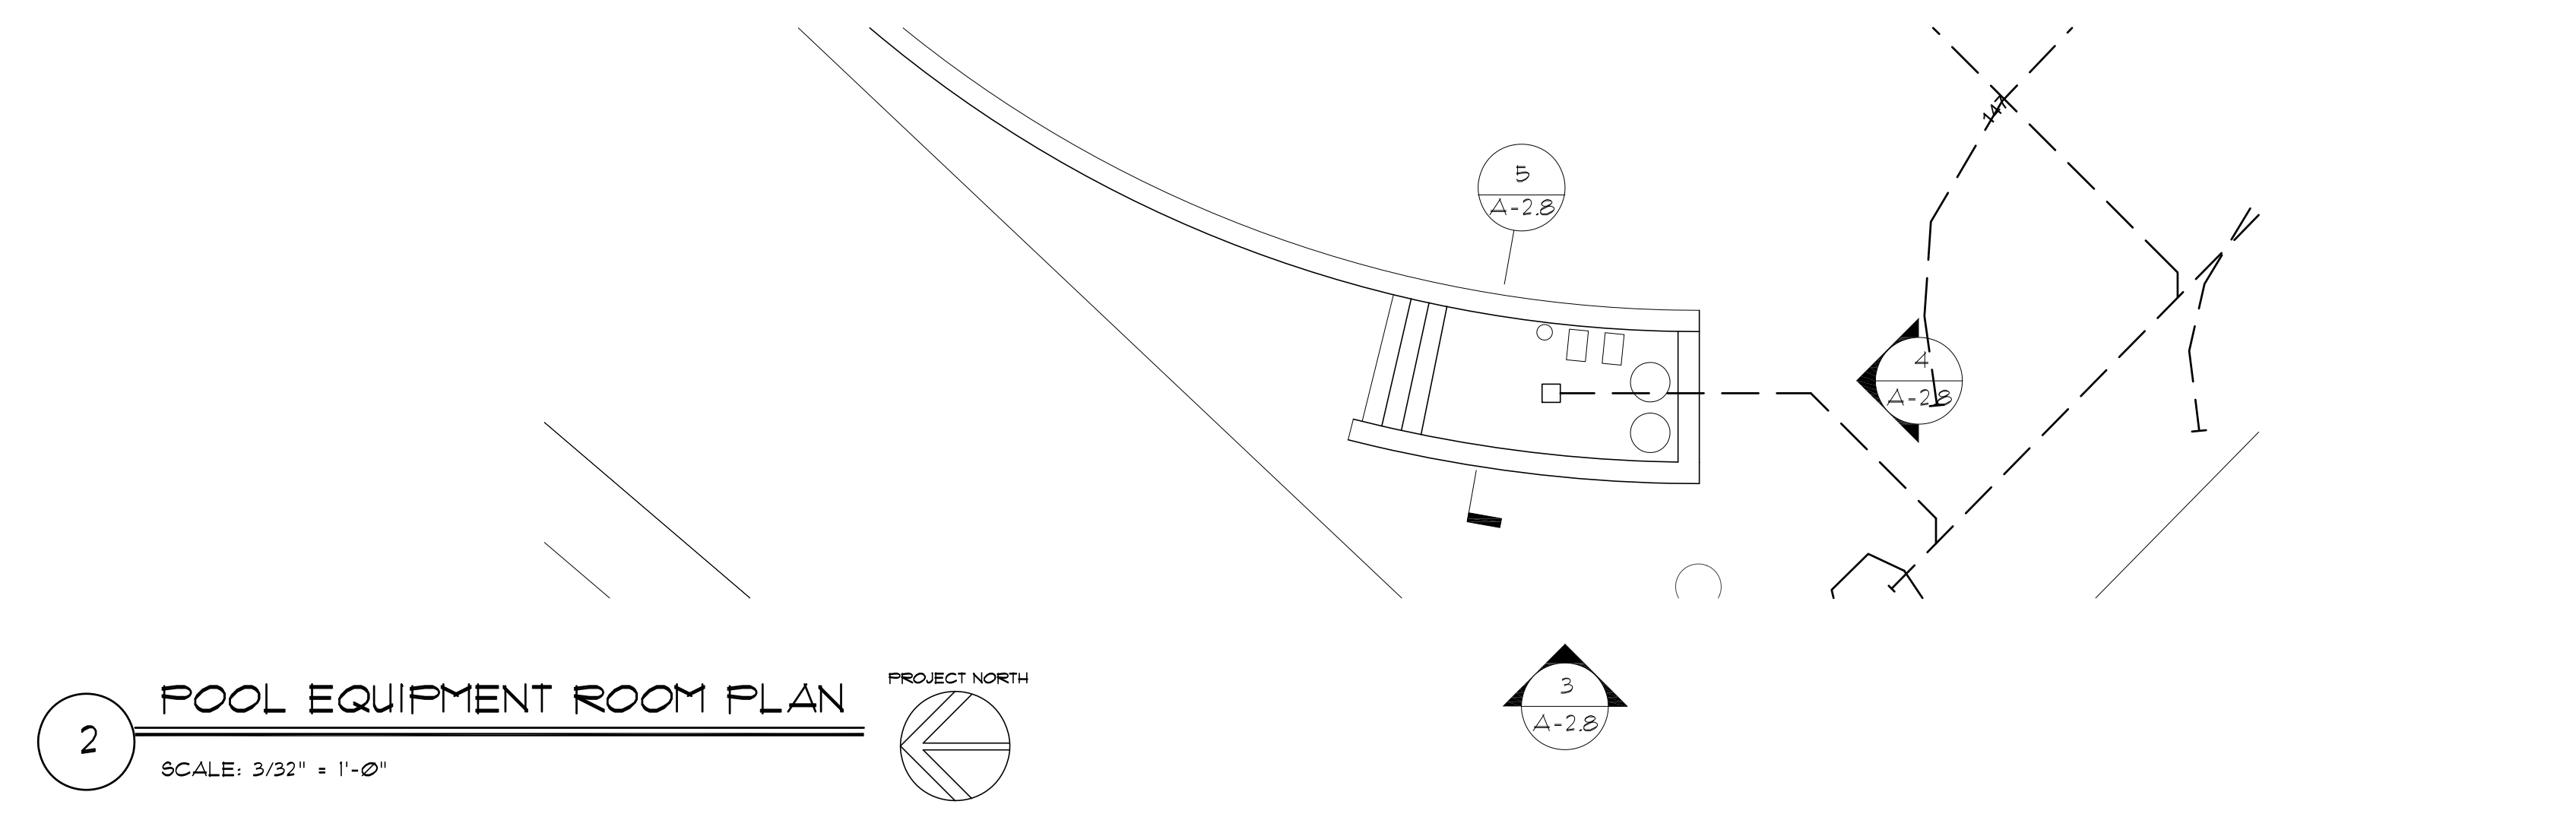 147
5
A-2.8
4
A-2.8
3
A-2.8
2
POOL EQUIPMENT ROOM PLAN
SCALE: 3/32" = 1'-0"
PROJECT NORTH